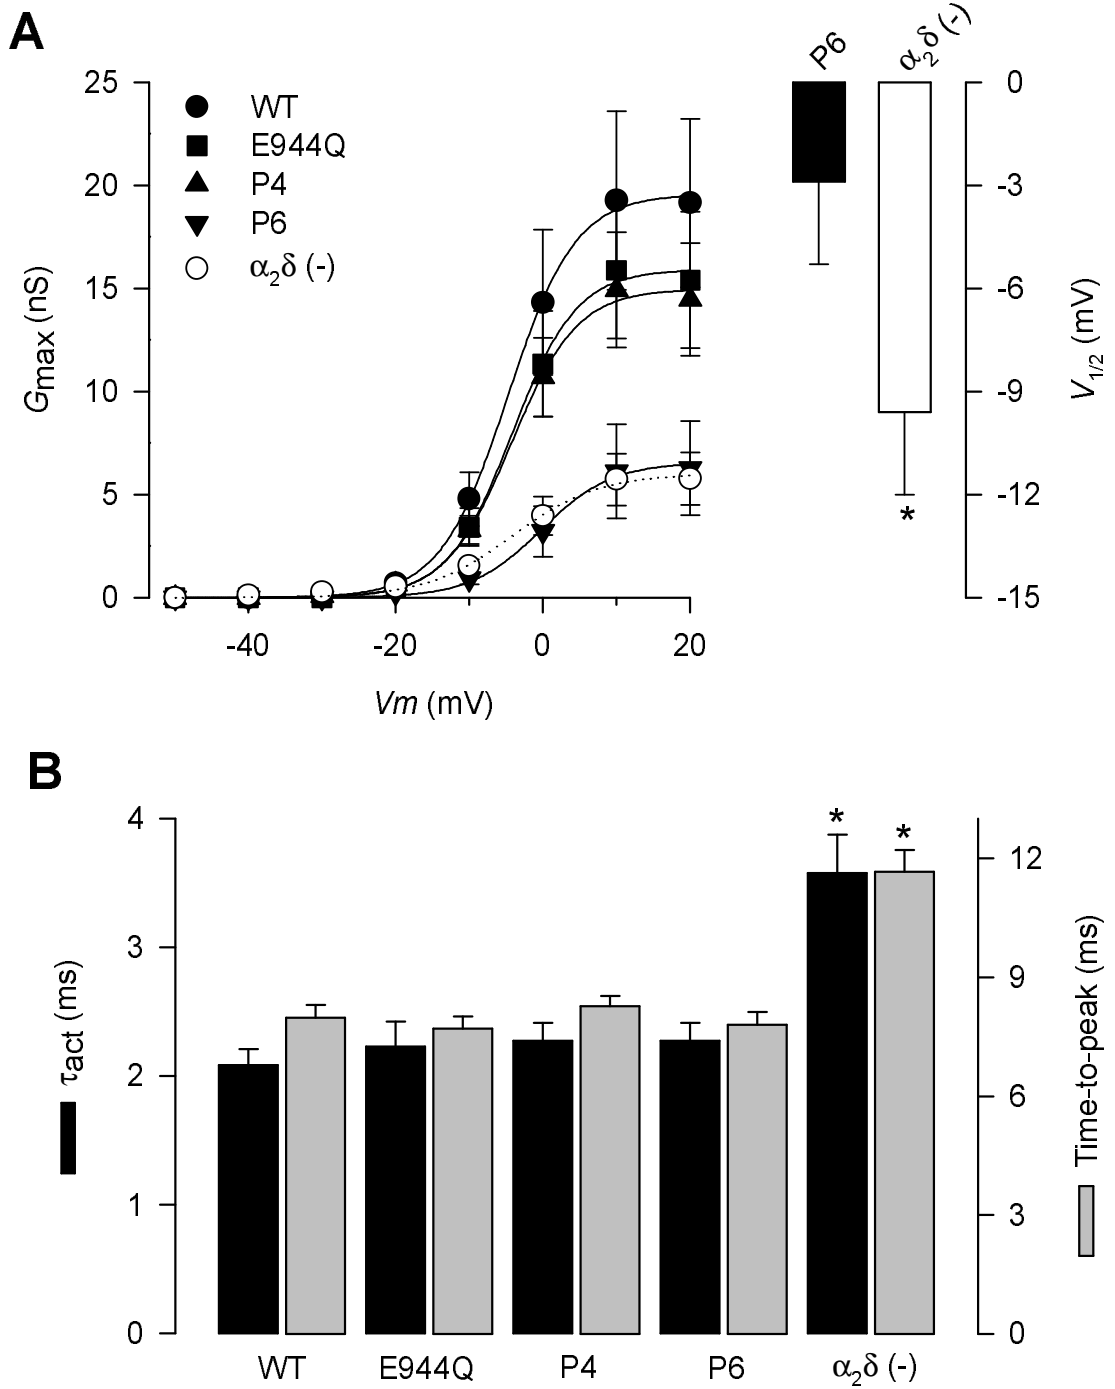 A
P6
α₂δ (-)
25
20
15
10
5
0
Gmax (nS)
WT
E944Q
P4
P6
α₂δ (-)
-40
-20
0
20
Vm (mV)
0
-3
-6
-9
-12
-15
V1/2 (mV)
*
B
4
3
2
1
0
τact (ms)
* *
12
9
6
3
0
Time-to-peak (ms)
WT E944Q P4 P6 α₂δ (-)